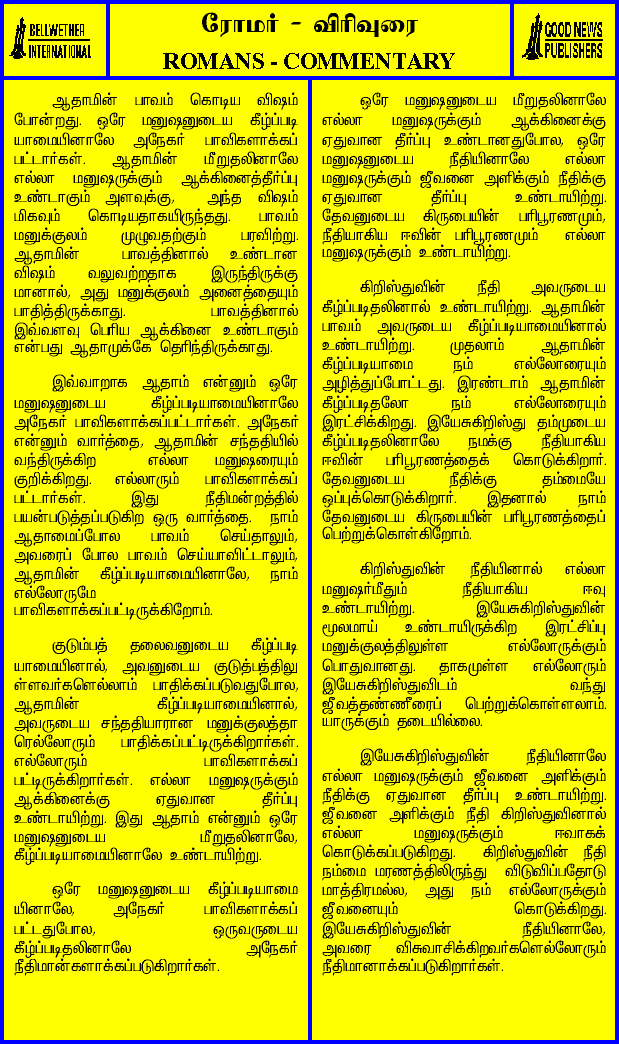 BELLWETHER
INTERNATIONAL
ரோமர் - விரிவுரை
ROMANS - COMMENTARY
GOOD NEWS
PUBLISHERS
ஆதாமின் பாவம் கொடிய விஷம்
போன்றது. ஒரே மனுஷனுடைய கீழ்ப்படி
யாமையினாலே அநேகர் பாவிகளாக்கப்
பட்டார்கள். ஆதாமின் மீறுதலினாலே
எல்லா மனுஷருக்கும் ஆக்கினைத்தீர்ப்பு
உண்டாகும் அளவுக்கு, அந்த விஷம்
மிகவும் கொடியதாகயிருந்தது. பாவம்
மனுக்குலம் முழுவதற்கும் பரவிற்று.
ஆதாமின் பாவத்தினால் உண்டான
விஷம் வலுவற்றதாக இருந்திருக்கு
மானால், அது மனுக்குலம் அனைத்தையும்
பாதித்திருக்காது. பாவத்தினால்
இவ்வளவு பெரிய ஆக்கினை உண்டாகும்
என்பது ஆதாமுக்கே தெரிந்திருக்காது.
இவ்வாறாக ஆதாம் என்னும் ஒரே
மனுஷனுடைய கீழ்ப்படியாமையினாலே
அநேகர் பாவிகளாக்கப்பட்டார்கள். அநேகர்
என்னும் வார்த்தை, ஆதாமின் சந்ததியில்
வந்திருக்கிற எல்லா மனுஷரையும்
குறிக்கிறது. எல்லாரும் பாவிகளாக்கப்
பட்டார்கள். இது நீதிமன்றத்தில்
பயன்படுத்தப்படுகிற ஒரு வார்த்தை. நாம்
ஆதாமைப்போல பாவம் செய்தாலும்,
அவரைப் போல பாவம் செய்யாவிட்டாலும்,
ஆதாமின் கீழ்ப்படியாமையினாலே, நாம்
எல்லோருமே
பாவிகளாக்கப்பட்டிருக்கிறோம்.
குடும்பத் தலைவனுடைய கீழ்ப்படி
யாமையினால், அவனுடைய குடுத்பத்திலு
ள்ளவர்களெல்லாம் பாதிக்கப்படுவதுபோல,
ஆதாமின் கீழ்ப்படியாமையினால்,
அவருடைய சந்ததியாரான மனுக்குலத்தா
ரெல்லோரும் பாதிக்கப்பட்டிருக்கிறார்கள்.
எல்லோரும் பாவிகளாக்கப்
பட்டிருக்கிறார்கள். எல்லா மனுஷருக்கும்
ஆக்கினைக்கு ஏதுவான தீர்ப்பு
உண்டாயிற்று. இது ஆதாம் என்னும் ஒரே
மனுஷனுடைய மீறுதலினாலே,
கீழ்ப்படியாமையினாலே உண்டாயிற்று.
ஒரே மனுஷனுடைய கீழ்ப்படியாமை
யினாலே, அநேகர் பாவிகளாக்கப்
பட்டதுபோல, ஒருவருடைய
கீழ்ப்படிதலினாலே அநேகர்
நீதிமான்களாக்கப்படுகிறார்கள்.
ஒரே மனுஷனுடைய மீறுதலினாலே
எல்லா மனுஷருக்கும் ஆக்கினைக்கு
ஏதுவான தீர்ப்பு உண்டானதுபோல, ஒரே
மனுஷனுடைய நீதியினாலே எல்லா
மனுஷருக்கும் ஜீவனை அளிக்கும் நீதிக்கு
ஏதுவான தீர்ப்பு உண்டாயிற்று.
தேவனுடைய கிருபையின் பரிபூரணமும்,
நீதியாகிய ஈவின் பரிபூரணமும் எல்லா
மனுஷருக்கும் உண்டாயிற்று.
கிறிஸ்துவின் நீதி அவருடைய
கீழ்ப்படிதலினால் உண்டாயிற்று. ஆதாமின்
பாவம் அவருடைய கீழ்ப்படியாமையினால்
உண்டாயிற்று. முதலாம் ஆதாமின்
கீழ்ப்படியாமை நம் எல்லோரையும்
அழித்துப்போட்டது. இரண்டாம் ஆதாமின்
கீழ்படிதலோ நம் எல்லோரையும்
இரட்சிக்கிறது. இயேசுகிறிஸ்து தம்முடைய
கீழ்ப்படிதலினாலே நமக்கு நீதியாகிய
ஈவின் பரிபூரணத்தைக் கொடுக்கிறார்.
தேவனுடைய நீதிக்கு தம்மையே
ஒப்புக்கொடுக்கிறார். இதனால் நாம்
தேவனுடைய கிருபையின் பரிபூரணத்தைப்
பெற்றுக்கொள்கிறோம்.
கிறிஸ்துவின் நீதியினால் எல்லா
மனுஷர்மீதும் நீதியாகிய ஈவு
உண்டாயிற்று. இயேசுகிறிஸ்துவின்
மூலமாய் உண்டாயிருக்கிற இரட்சிப்பு
மனுக்குலத்திலுள்ள எல்லோருக்கும்
பொதுவானது. தாகமுள்ள எல்லோரும்
இயேசுகிறிஸ்துவிடம் வந்து
ஜீவத்தண்ணீரைப் பெற்றுக்கொள்ளலாம்.
யாருக்கும் தடையில்லை.
இயேசுகிறிஸ்துவின் நீதியினாலே
எல்லா மனுஷருக்கும் ஜீவனை அளிக்கும்
நீதிக்கு ஏதுவான தீர்ப்பு உண்டாயிற்று.
ஜீவனை அளிக்கும் நீதி கிறிஸ்துவினால்
எல்லா மனுஷருக்கும் ஈவாகக்
கொடுக்கப்படுகிறது. கிறிஸ்துவின் நீதி
நம்மை மரணத்திலிருந்து விடுவிப்பதோடு
மாத்திரமல்ல, அது நம் எல்லோருக்கும்
ஜீவனையும் கொடுக்கிறது.
இயேசுகிறிஸ்துவின் நீதியினாலே,
அவரை விசுவாசிக்கிறவர்களெல்லோரும்
நீதிமானாக்கப்படுகிறார்கள்.